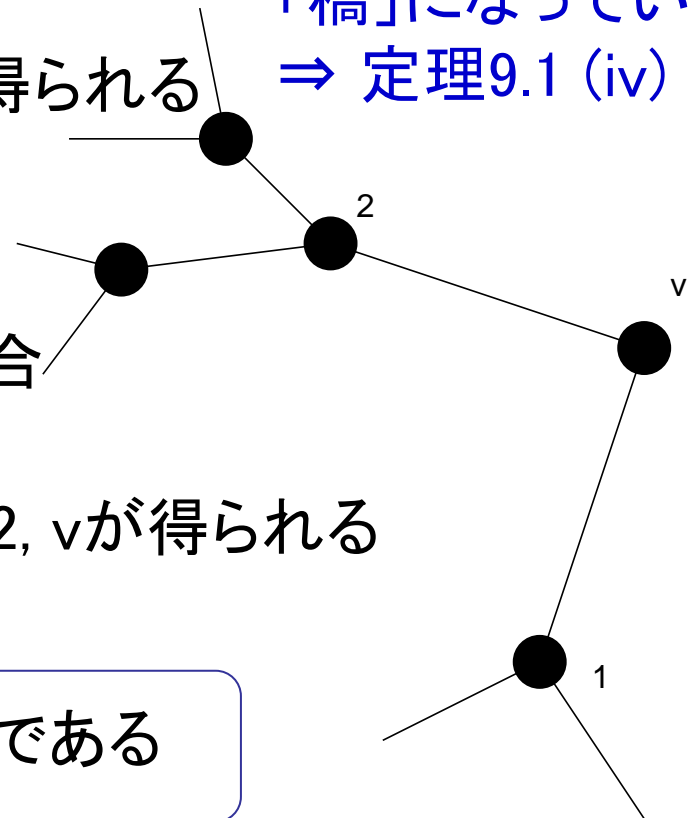 「橋」になってい
⇒ 定理9.1 (iv)
得られる
2
v
合
2, vが得られる
1
である